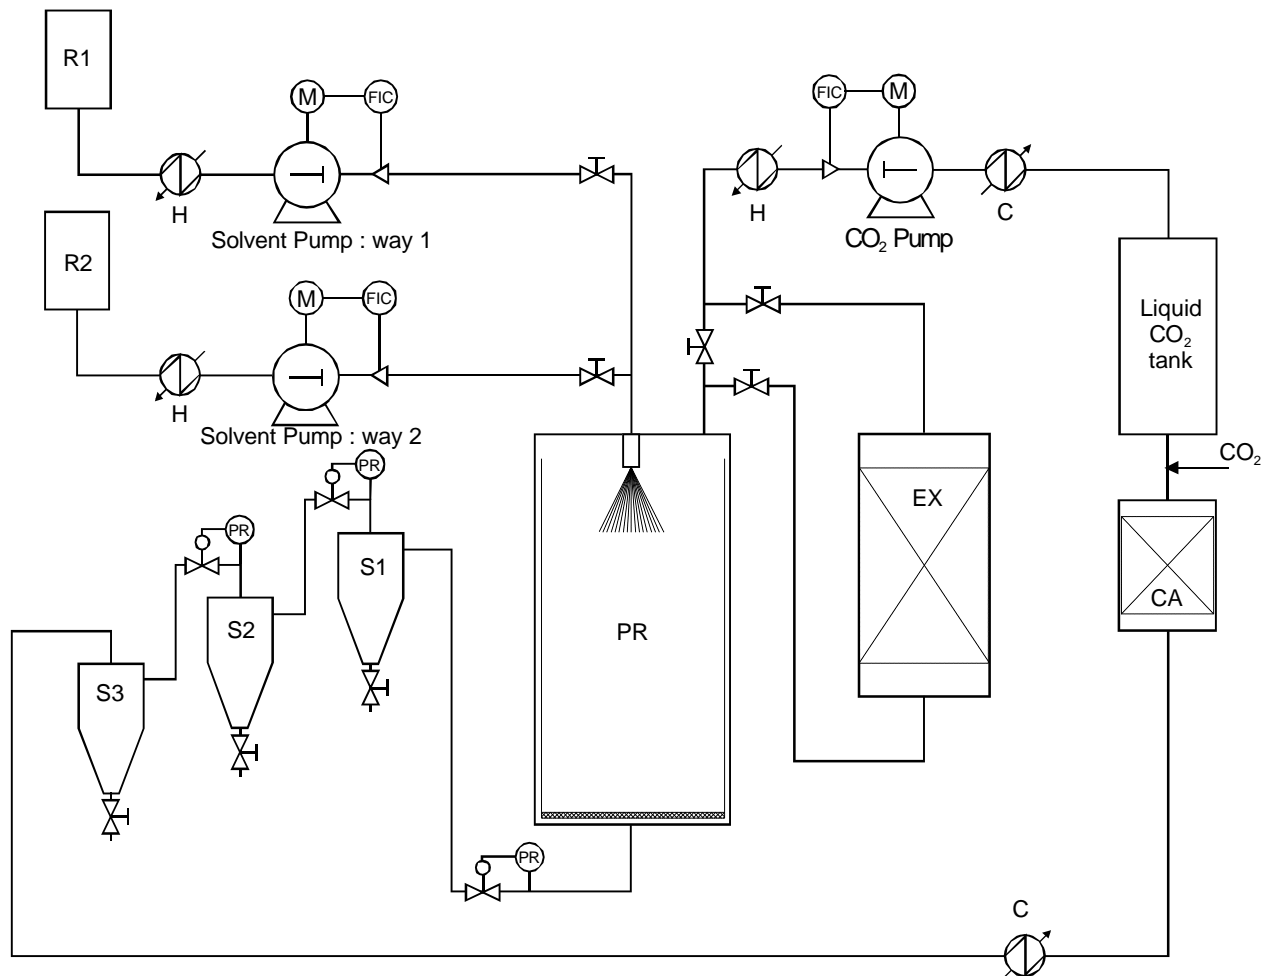 R1
M
FIC
H
Solvent Pump : way 1
R2
M
FIC
H
Solvent Pump : way 2
FIC
M
H
CO₂ Pump
C
Liquid
CO₂
tank
CO₂
CA
EX
PR
PR
S1
PR
S2
S3
PR
C